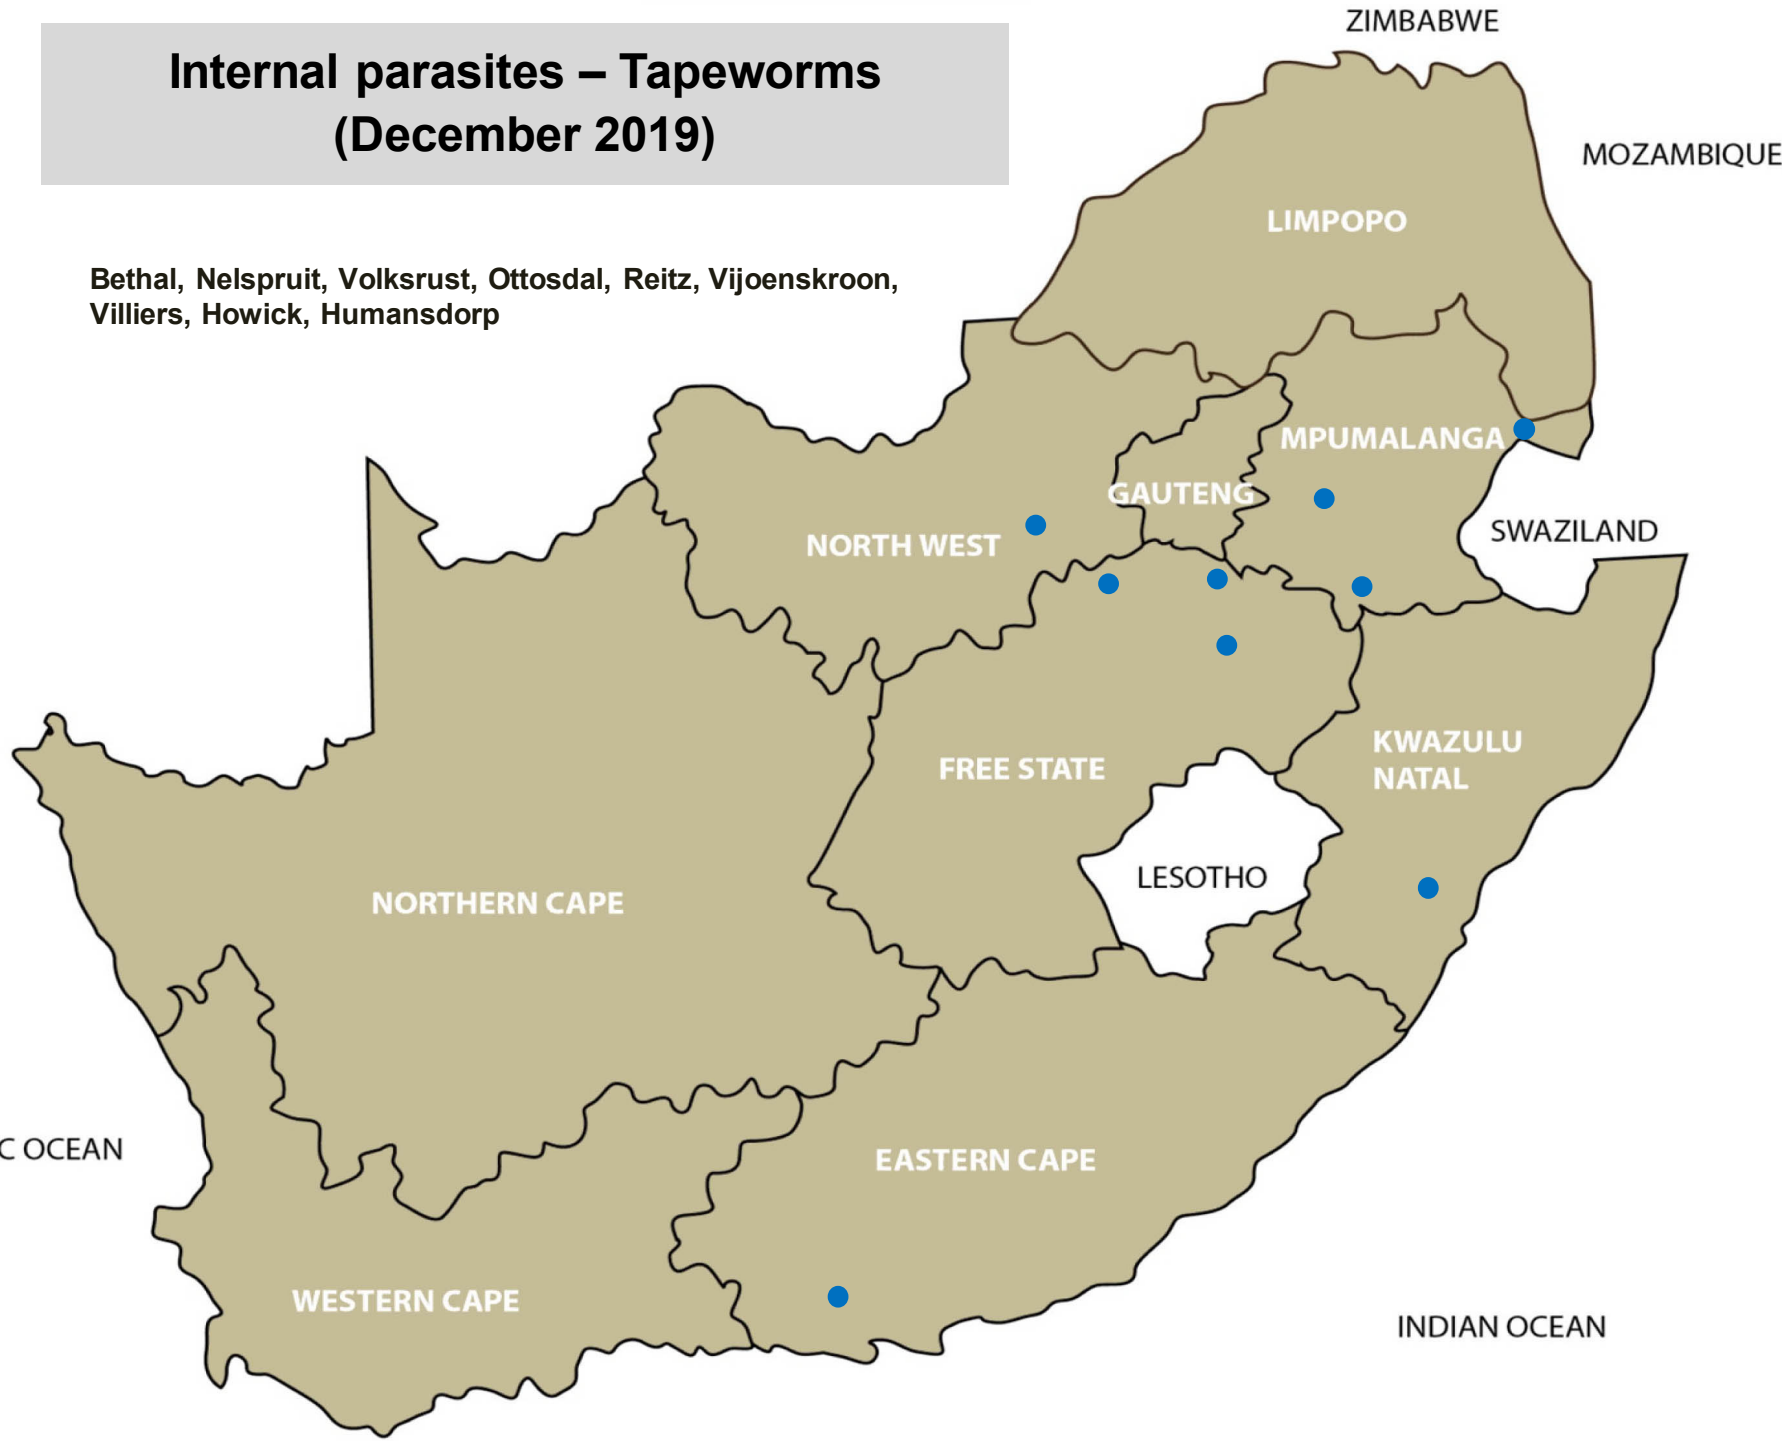 Internal parasites – Tapeworms
(December 2019)
Bethal, Nelspruit, Volksrust, Ottosdal, Reitz, Vijoenskroon,
Villiers, Howick, Humansdorp
ZIMBABWE
MOZAMBIQUE
LIMPOPO
MPUMALANGA
GAUTENG
SWAZILAND
NORTH WEST
KWAZULU
NATAL
FREE STATE
LESOTHO
NORTHERN CAPE
C OCEAN
EASTERN CAPE
WESTERN CAPE
INDIAN OCEAN